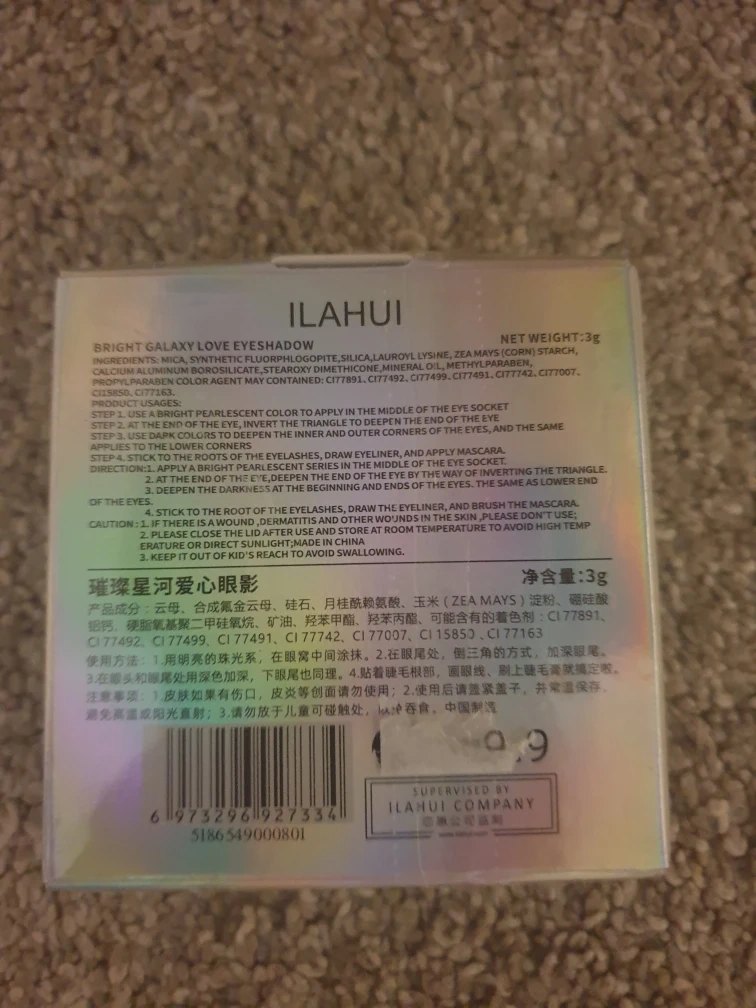 ILAHUI
BRIGHT GALAXY LOVE EYESHADOW NET WEIGHT:3g
INGREDIENTS: MICA, SYNTHETIC FLUORPHLOGOPITE,SILICA,LAUROYL LYSINE, ZEA MAYS (CORN) STARCH,
CALCIUM ALUMINUM BOROSILICATE,STEAROXY DIMETHICONE,MINERAL OIL, METHYLPARABEN,
PROPYLPARABEN COLOR AGENT MAY CONTAINED: CI77891、CI77492、CI77499、CI77491、CI77742、CI77007、
CI15850、CI77163.
PRODUCT USAGES:
STEP 1. USE A BRIGHT PEARLESCENT COLOR TO APPLY IN THE MIDDLE OF THE EYE SOCKET
STEP 2. AT THE END OF THE EYE, INVERT THE TRIANGLE TO DEEPEN THE END OF THE EYE
STEP 3. USE DARK COLORS TO DEEPEN THE INNER AND OUTER CORNERS OF THE EYES, AND THE SAME
APPLIES TO THE LOWER CORNERS
STEP 4. STICK TO THE ROOTS OF THE EYELASHES, DRAW EYELINER, AND APPLY MASCARA.
DIRECTION:1. APPLY A BRIGHT PEARLESCENT SERIES IN THE MIDDLE OF THE EYE SOCKET.
2. AT THE END OF THE EYE,DEEPEN THE END OF THE EYE BY THE WAY OF INVERTING THE TRIANGLE.
3. DEEPEN THE DARKNESS AT THE BEGINNING AND ENDS OF THE EYES. THE SAME AS LOWER END
OF THE EYES.
4. STICK TO THE ROOT OF THE EYELASHES, DRAW THE EYELINER, AND BRUSH THE MASCARA.
CAUTION:1. IF THERE IS A WOUND ,DERMATITIS AND OTHER WOUNDS IN THE SKIN ,PLEASE DON'T USE;
2. PLEASE CLOSE THE LID AFTER USE AND STORE AT ROOM TEMPERATURE TO AVOID HIGH TEMP
ERATURE OR DIRECT SUNLIGHT;MADE IN CHINA
3. KEEP IT OUT OF KID'S REACH TO AVOID SWALLOWING.
璀璨星河爱心眼影 净含量:3g
产品成分：云母、合成氟金云母、硅石、月桂酰赖氨酸、玉米（ZEA MAYS）淀粉、硼硅酸
铝钙、硬脂氧基聚二甲硅氧烷、矿油、羟苯甲酯、羟苯丙酯、可能含有的着色剂：CI 77891、
CI 77492、CI 77499、CI 77491、CI 77742、CI 77007、CI 15850、CI 77163
使用方法：1.用明亮的珠光系，在眼窝中间涂抹。2.在眼尾处，倒三角的方式，加深眼尾。
3.在眼头和眼尾处用深色加深，下眼尾也同理。4.贴着睫毛根部，画眼线、刷上睫毛膏就搞定啦。
注意事项：1.皮肤如果有伤口，皮炎等创面请勿使用；2.使用后请盖紧盖子，并常温保存，
避免高温或阳光直射；3.请勿放于儿童可碰触处，以免吞食。中国制造
9.9
6 973296 927334
5186549000801
SUPERVISED BY
ILAHUI COMPANY
公司监制